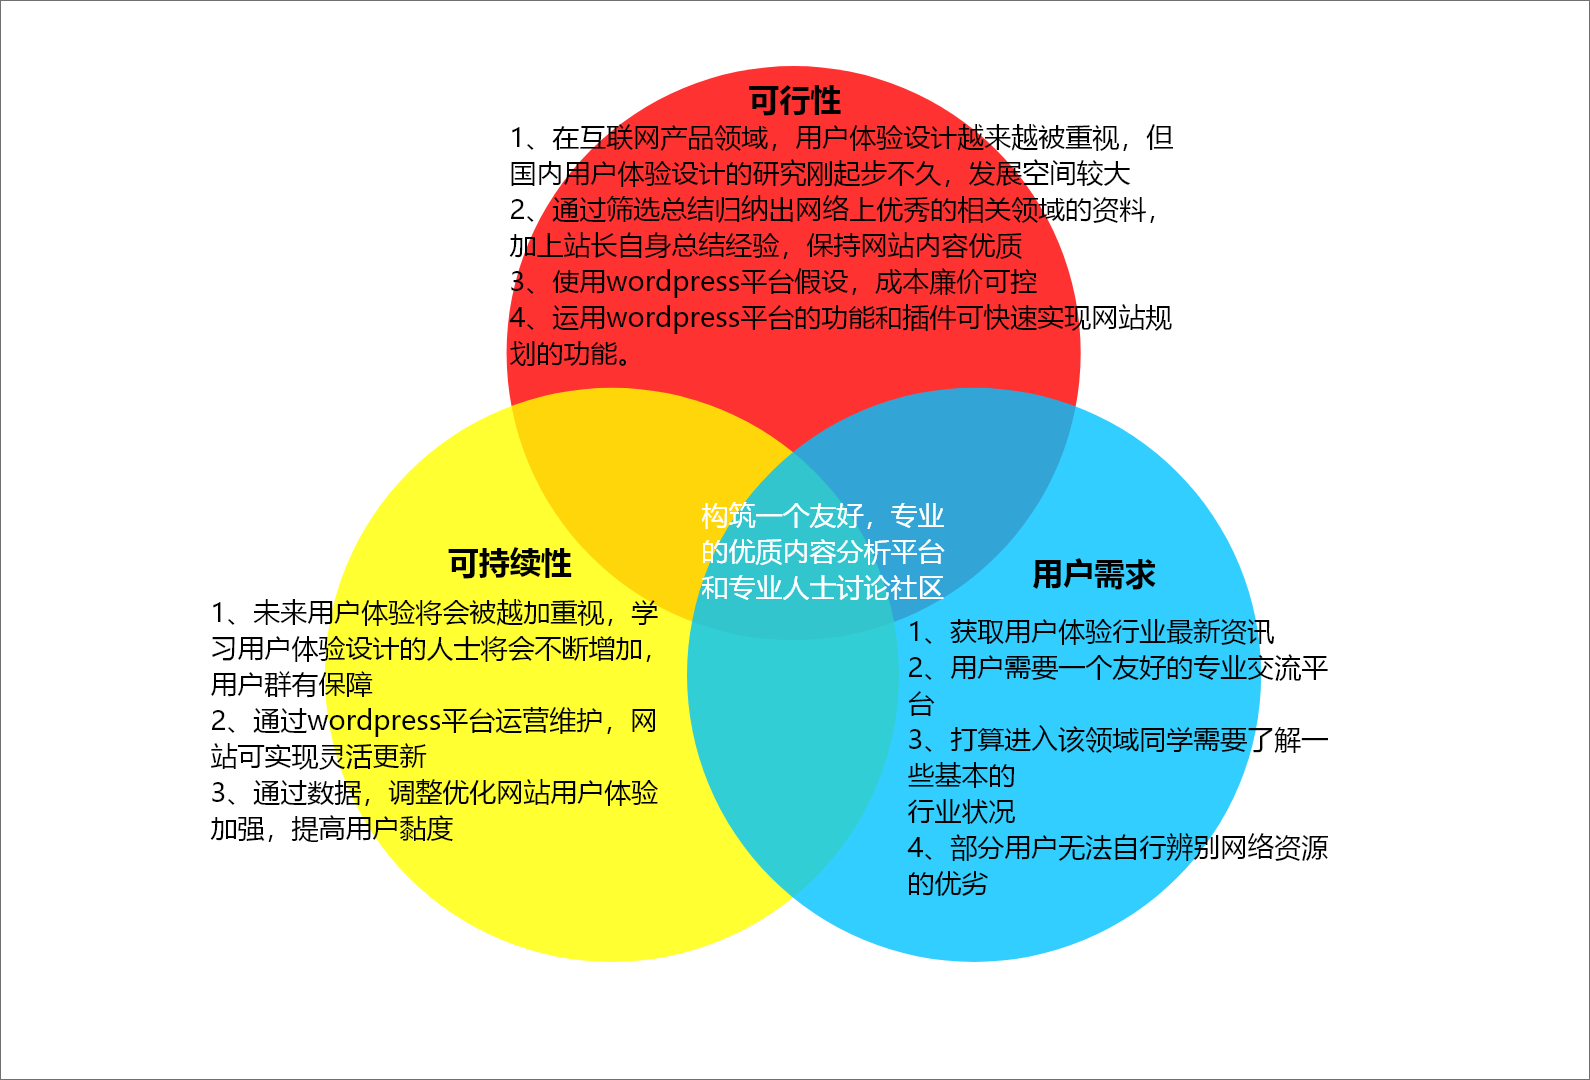 可行性
1、在互联网产品领域，用户体验设计越来越被重视，但
国内用户体验设计的研究刚起步不久，发展空间较大
2、通过筛选总结归纳出网络上优秀的相关领域的资料，
加上站长自身总结经验，保持网站内容优质
3、使用wordpress平台假设，成本廉价可控
4、运用wordpress平台的功能和插件可快速实现网站规
划的功能。
构筑一个友好，专业
的优质内容分析平台
和专业人士讨论社区
可持续性
1、未来用户体验将会被越加重视，学
习用户体验设计的人士将会不断增加，
用户群有保障
2、通过wordpress平台运营维护，网
站可实现灵活更新
3、通过数据，调整优化网站用户体验
加强，提高用户黏度
用户需求
1、获取用户体验行业最新资讯
2、用户需要一个友好的专业交流平
台
3、打算进入该领域同学需要了解一
些基本的
行业状况
4、部分用户无法自行辨别网络资源
的优劣